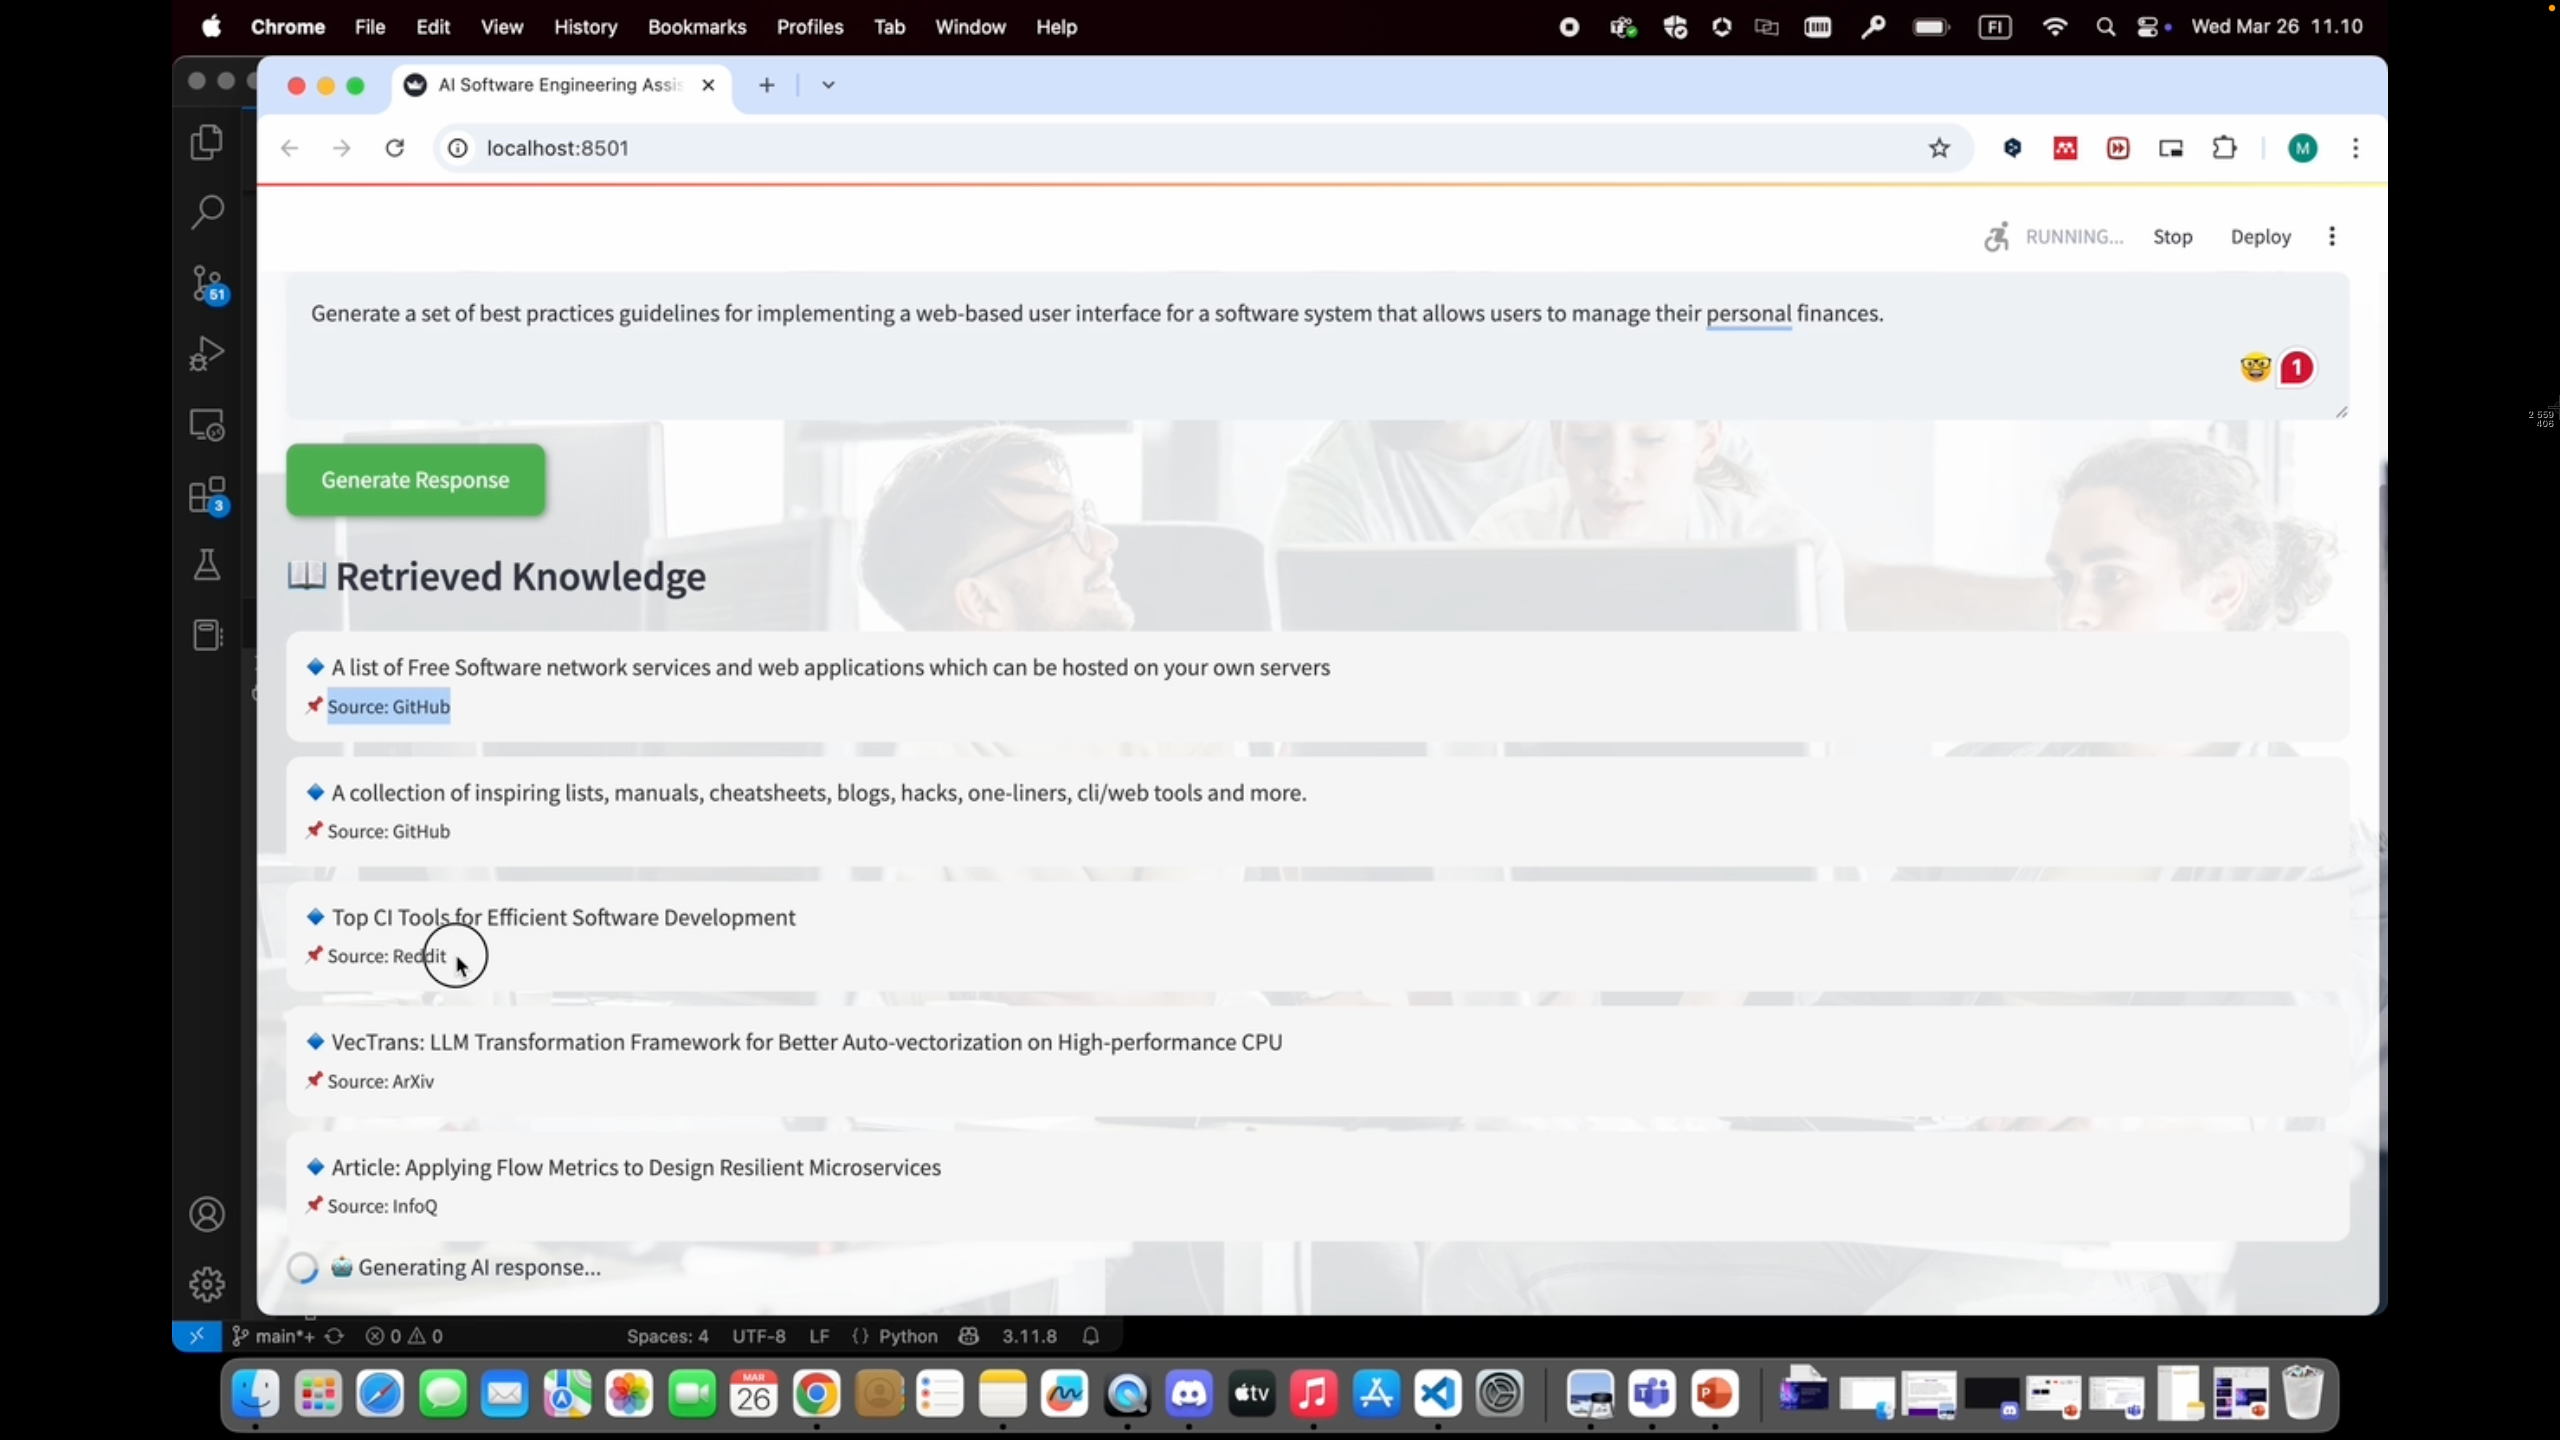 Chrome File Edit View History Bookmarks Profiles Tab Window Help
FI
Wed Mar 26 11.10
AI Software Engineering Assis
localhost:8501
M
RUNNING...
Stop
Deploy
51
3
Generate a set of best practices guidelines for implementing a web-based user interface for a software system that allows users to manage their personal finances.
1
2 559
406
Generate Response
Retrieved Knowledge
A list of Free Software network services and web applications which can be hosted on your own servers
Source: GitHub
A collection of inspiring lists, manuals, cheatsheets, blogs, hacks, one-liners, cli/web tools and more.
Source: GitHub
Top CI Tools for Efficient Software Development
Source: Reddit
VecTrans: LLM Transformation Framework for Better Auto-vectorization on High-performance CPU
Source: ArXiv
Article: Applying Flow Metrics to Design Resilient Microservices
Source: InfoQ
Generating AI response...
main*+ 0 0 Spaces: 4 UTF-8 LF {} Python 3.11.8
MAR
26
tv